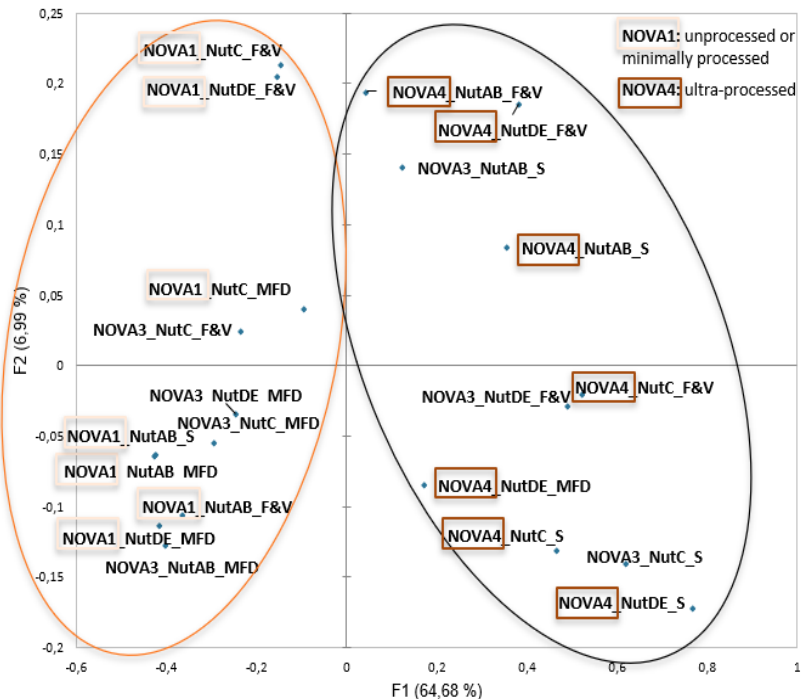 0,25
NOVA1_NutC_F&V
NOVA1: unprocessed or
minimally processed
0,2
NOVA1_NutDE_F&V
NOVA4_NutAB_F&V
NOVA4: ultra-processed
NOVA4_NutDE_F&V
0,15
NOVA3_NutAB_S
0,1
NOVA4_NutAB_S
NOVA1_NutC_MFD
0,05
NOVA3_NutC_F&V
F2 (6,99 %)
0
NOVA3_NutDE_MFD
NOVA3_NutDE_F&V
NOVA4_NutC_F&V
NOVA3_NutC_MFD
-0,05
NOVA1_NutAB_S
NOVA1 NutAB MFD
NOVA4_NutDE_MFD
-0,1
NOVA1_NutAB_F&V
NOVA1_NutDE_MFD
NOVA4_NutC_S
NOVA3_NutC_S
-0,15
NOVA3_NutAB_MFD
NOVA4_NutDE_S
-0,2
-0,6 -0,4 -0,2 0 0,2 0,4 0,6 0,8 1
F1 (64,68 %)